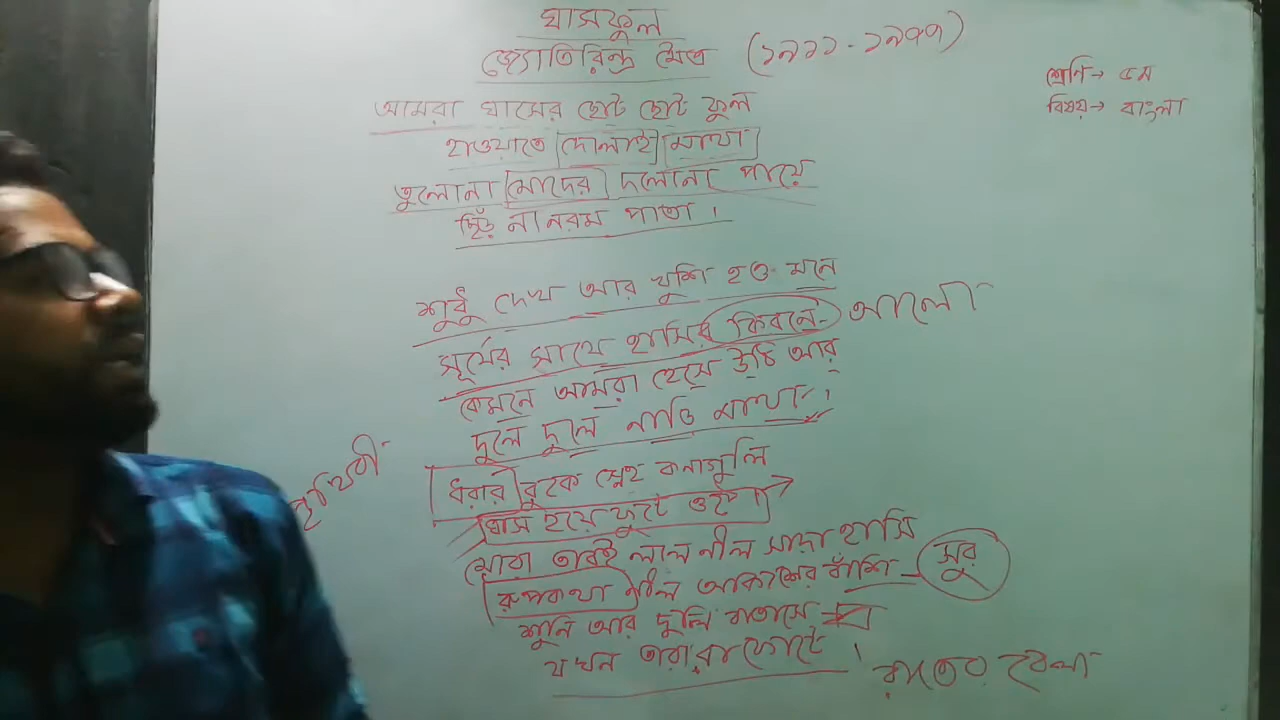 ঘাসফুল
জ্যোতিরিন্দ্র মৈত্র (১৯১১-১৯৭৭)
শ্রেণি→ ৫ম
বিষয়→ বাংলা
আমরা ঘাসের ছোট ছোট ফুল
হাওয়াতে দোলাই মাথা
তুলোনা মোদের দলোনা পায়ে
ছিঁড় না নরম পাতা।
শুধু দেখ আর খুশি হও মনে
সূর্যের সাথে হাসির কিরণে- আলো
কেমনে আমরা হেসে উঠি আর
দুলে দুলে নাড়ি মাথা।
পৃথিবী
ধরার বুকে স্নেহ কনাগুলি
ঘাস হয়ে ফুটে ওঠে।
মোরা তারই লাল নীল সাদা হাসি
রুপকথা নীল আকাশের বাঁশি - সুর
শুনি আর দুলি বাতাসে
যখন তারারা ফোটে। রাতের বেলা